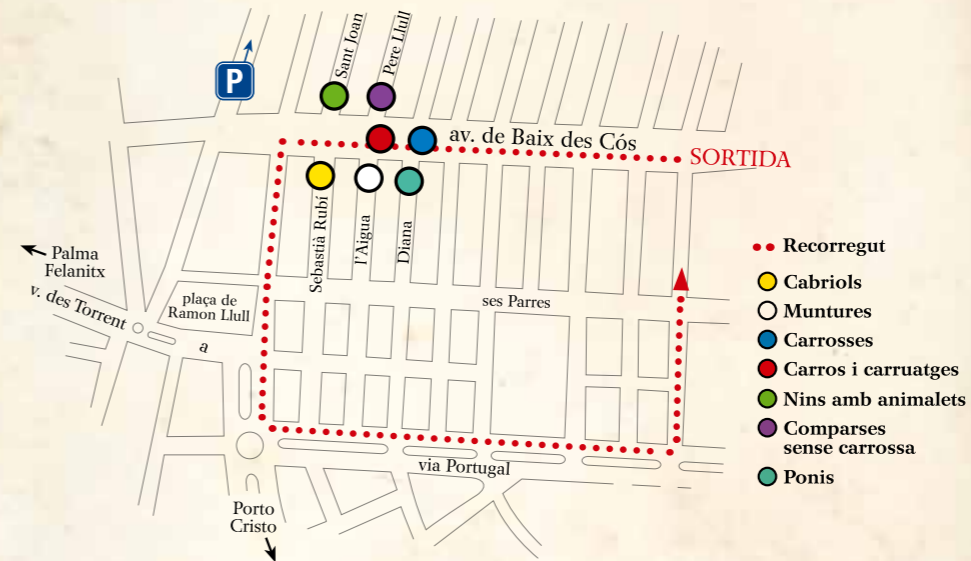 P
Sant Joan
Pere Llull
av. de Baix des Cós
SORTIDA
Sebastià Rubí
l'Aigua
Diana
Palma
Felanitx
v. des Torrent
plaça de
Ramon Llull
a
ses Parres
via Portugal
Porto
Cristo
Recorregut
Cabriols
Muntures
Carrosses
Carros i carruatges
Nins amb animalets
Comparses
sense carrossa
Ponis